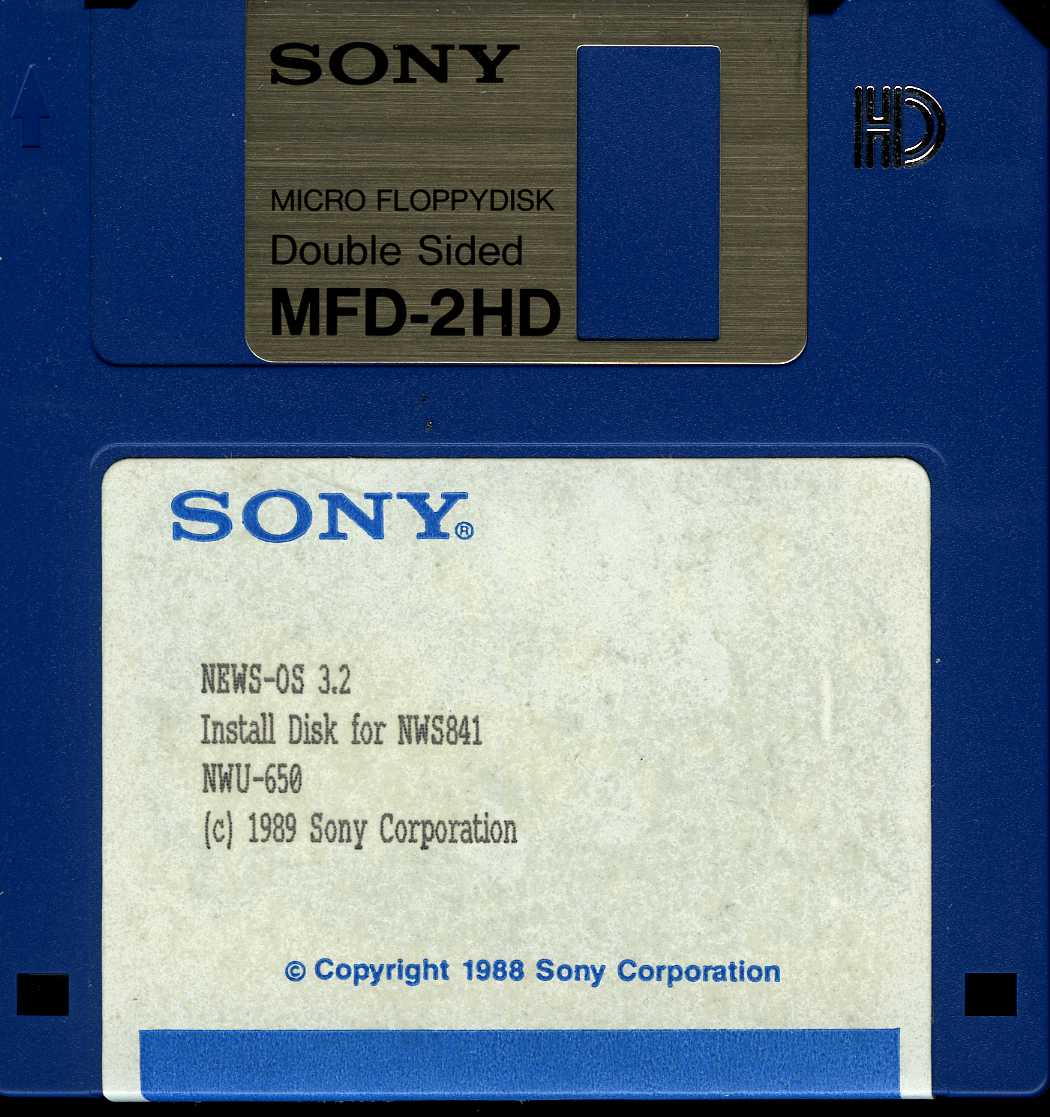 SONY
HD
MICRO FLOPPYDISK
Double Sided
MFD-2HD
SONY®
NEWS-OS 3.2
Install Disk for NWS841
NWU-650
(c) 1989 Sony Corporation
© Copyright 1988 Sony Corporation